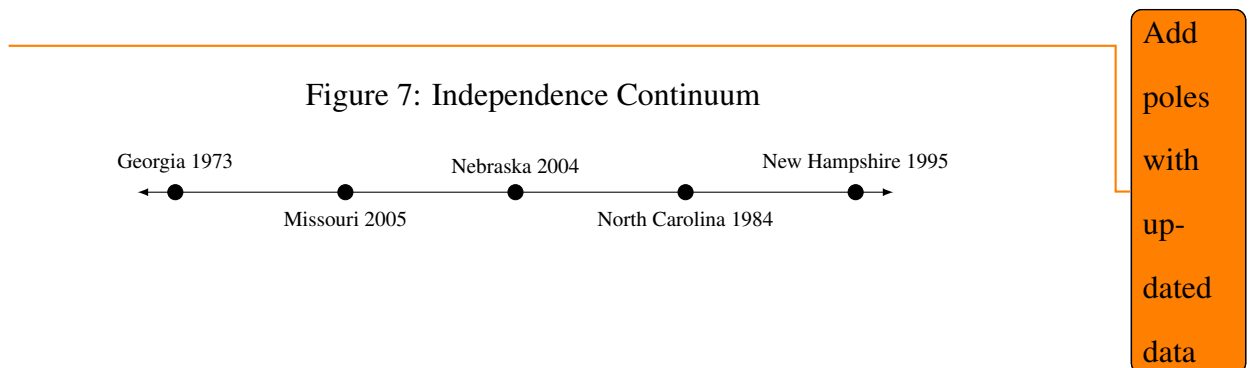 Figure 7: Independence Continuum
Georgia 1973
Nebraska 2004
New Hampshire 1995
Missouri 2005
North Carolina 1984
Add
poles
with
up-
dated
data